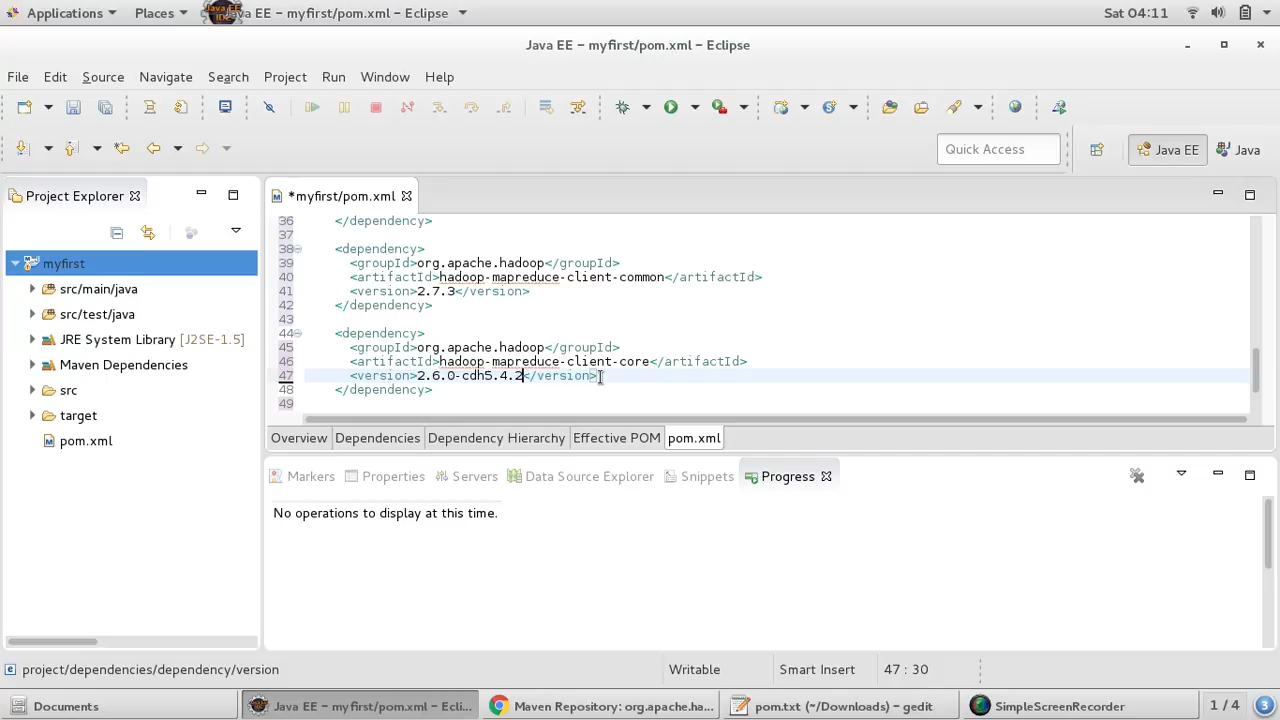 Applications Places Java EE – myfirst/pom.xml – Eclipse Sat 04:11
Java EE – myfirst/pom.xml – Eclipse
File Edit Source Search Project Run Window Help
Quick Access Java EE Java
Project Explorer
myfirst
src/main/java
src/test/java
JRE System Library [J2SE-1.5]
Maven Dependencies
src
target
pom.xml
*myfirst/pom.xml
36 </dependency>
37
38 <dependency>
39 <groupId>org.apache.hadoop</groupId>
40 <artifactId>hadoop-mapreduce-client-common</artifactId>
41 <version>2.7.3</version>
42 </dependency>
43
44 <dependency>
45 <groupId>org.apache.hadoop</groupId>
46 <artifactId>hadoop-mapreduce-client-core</artifactId>
47 <version>2.6.0-cdh5.4.2</version>
48 </dependency>
49
Overview Dependencies Dependency Hierarchy Effective POM pom.xml
Markers Properties Servers Data Source Explorer Snippets Progress
No operations to display at this time.
project/dependencies/dependency/version Writable Smart Insert 47 : 30
Documents Java EE – myfirst/pom.xml – Ecli... Maven Repository: org.apache.ha... pom.txt (~/Downloads) – gedit SimpleScreenRecorder 1 / 4 3